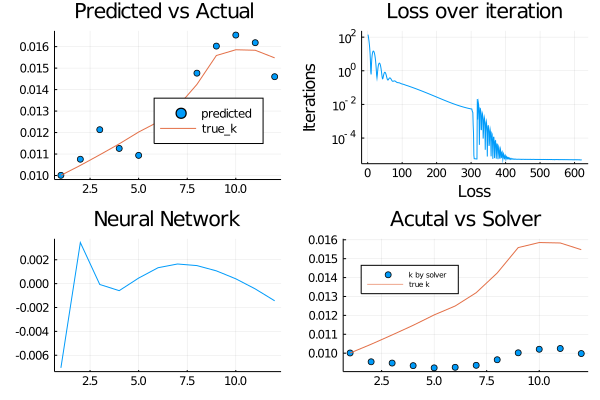 Predicted vs Actual
0.016
0.015
0.014
0.013
0.012
0.011
0.010
predicted
true_k
2.5 5.0 7.5 10.0
Loss over iteration
Iterations
10^2
10^0
10^-2
10^-4
0 100 200 300 400 500 600
Loss
Neural Network
0.002
0.000
-0.002
-0.004
-0.006
2.5 5.0 7.5 10.0
Acutal vs Solver
0.016
0.015
0.014
0.013
0.012
0.011
0.010
k by solver
true k
2.5 5.0 7.5 10.0